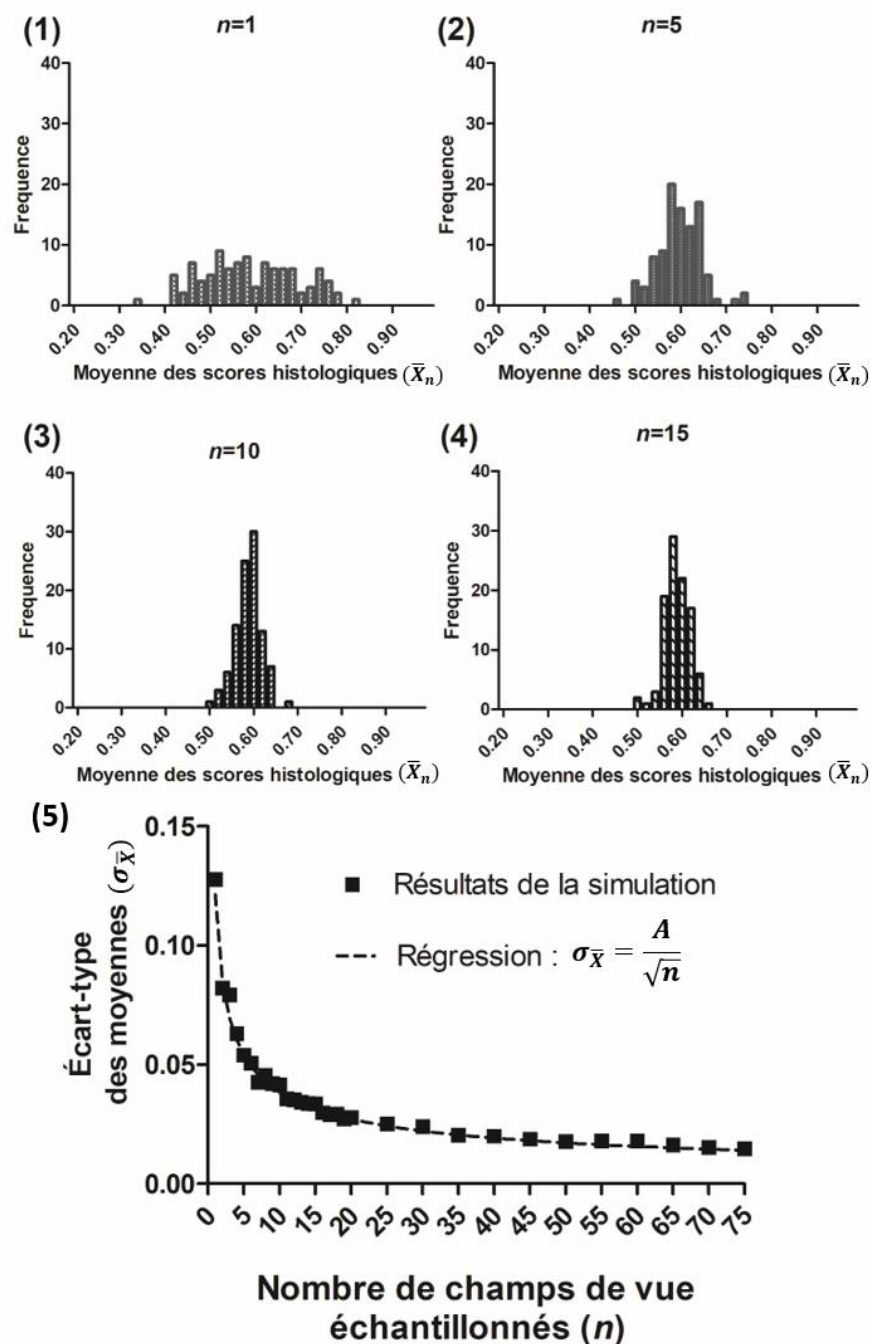 (1)
n=1
40
30
20
10
0
Frequence
0.20 0.30 0.40 0.50 0.60 0.70 0.80 0.90
Moyenne des scores histologiques (X̄n)
(2)
n=5
40
30
20
10
0
Frequence
0.20 0.30 0.40 0.50 0.60 0.70 0.80 0.90
Moyenne des scores histologiques (X̄n)
(3)
n=10
40
30
20
10
0
Frequence
0.20 0.30 0.40 0.50 0.60 0.70 0.80 0.90
Moyenne des scores histologiques (X̄n)
(4)
n=15
40
30
20
10
0
Frequence
0.20 0.30 0.40 0.50 0.60 0.70 0.80 0.90
Moyenne des scores histologiques (X̄n)
(5)
0.15
0.10
0.05
0.00
Écart-type
des moyennes (σX̄)
Résultats de la simulation
Régression : σX̄ = A/√n
0 5 10 15 20 25 30 35 40 45 50 55 60 65 70 75
Nombre de champs de vue
échantillonnés (n)